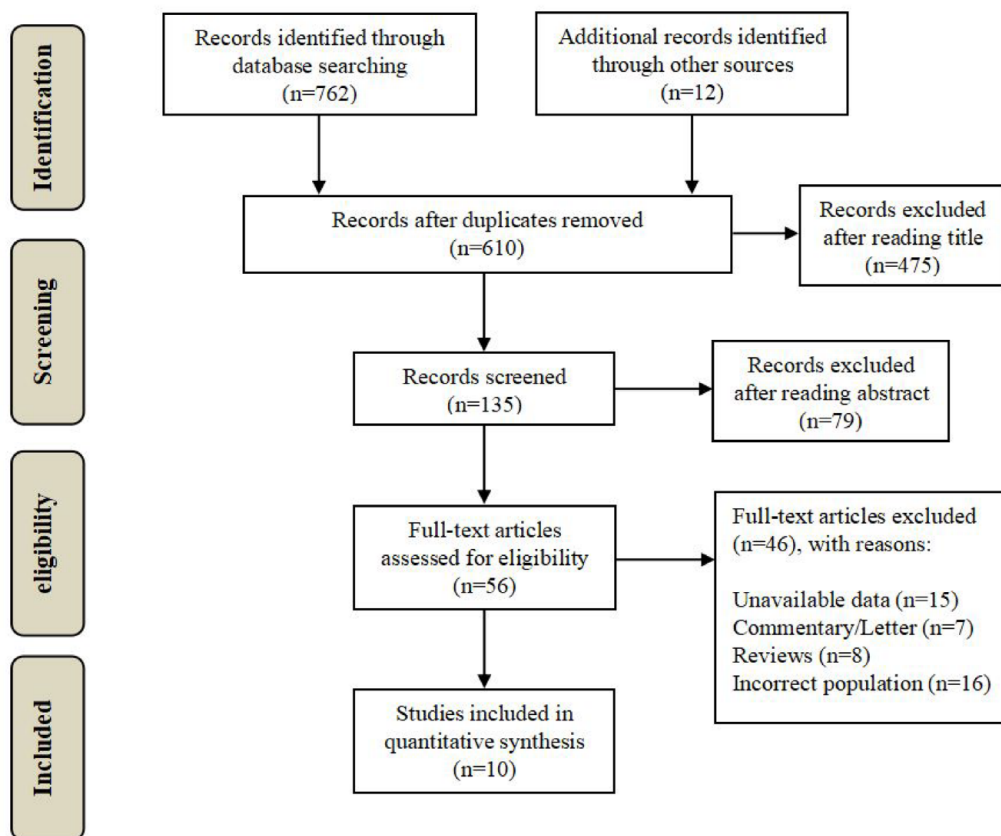 Identification
Records identified through
database searching
(n=762)
Additional records identified
through other sources
(n=12)
Records after duplicates removed
(n=610)
Records excluded
after reading title
(n=475)
Screening
Records screened
(n=135)
Records excluded
after reading abstract
(n=79)
eligibility
Full-text articles
assessed for eligibility
(n=56)
Full-text articles excluded
(n=46), with reasons:
Unavailable data (n=15)
Commentary/Letter (n=7)
Reviews (n=8)
Incorrect population (n=16)
Included
Studies included in
quantitative synthesis
(n=10)